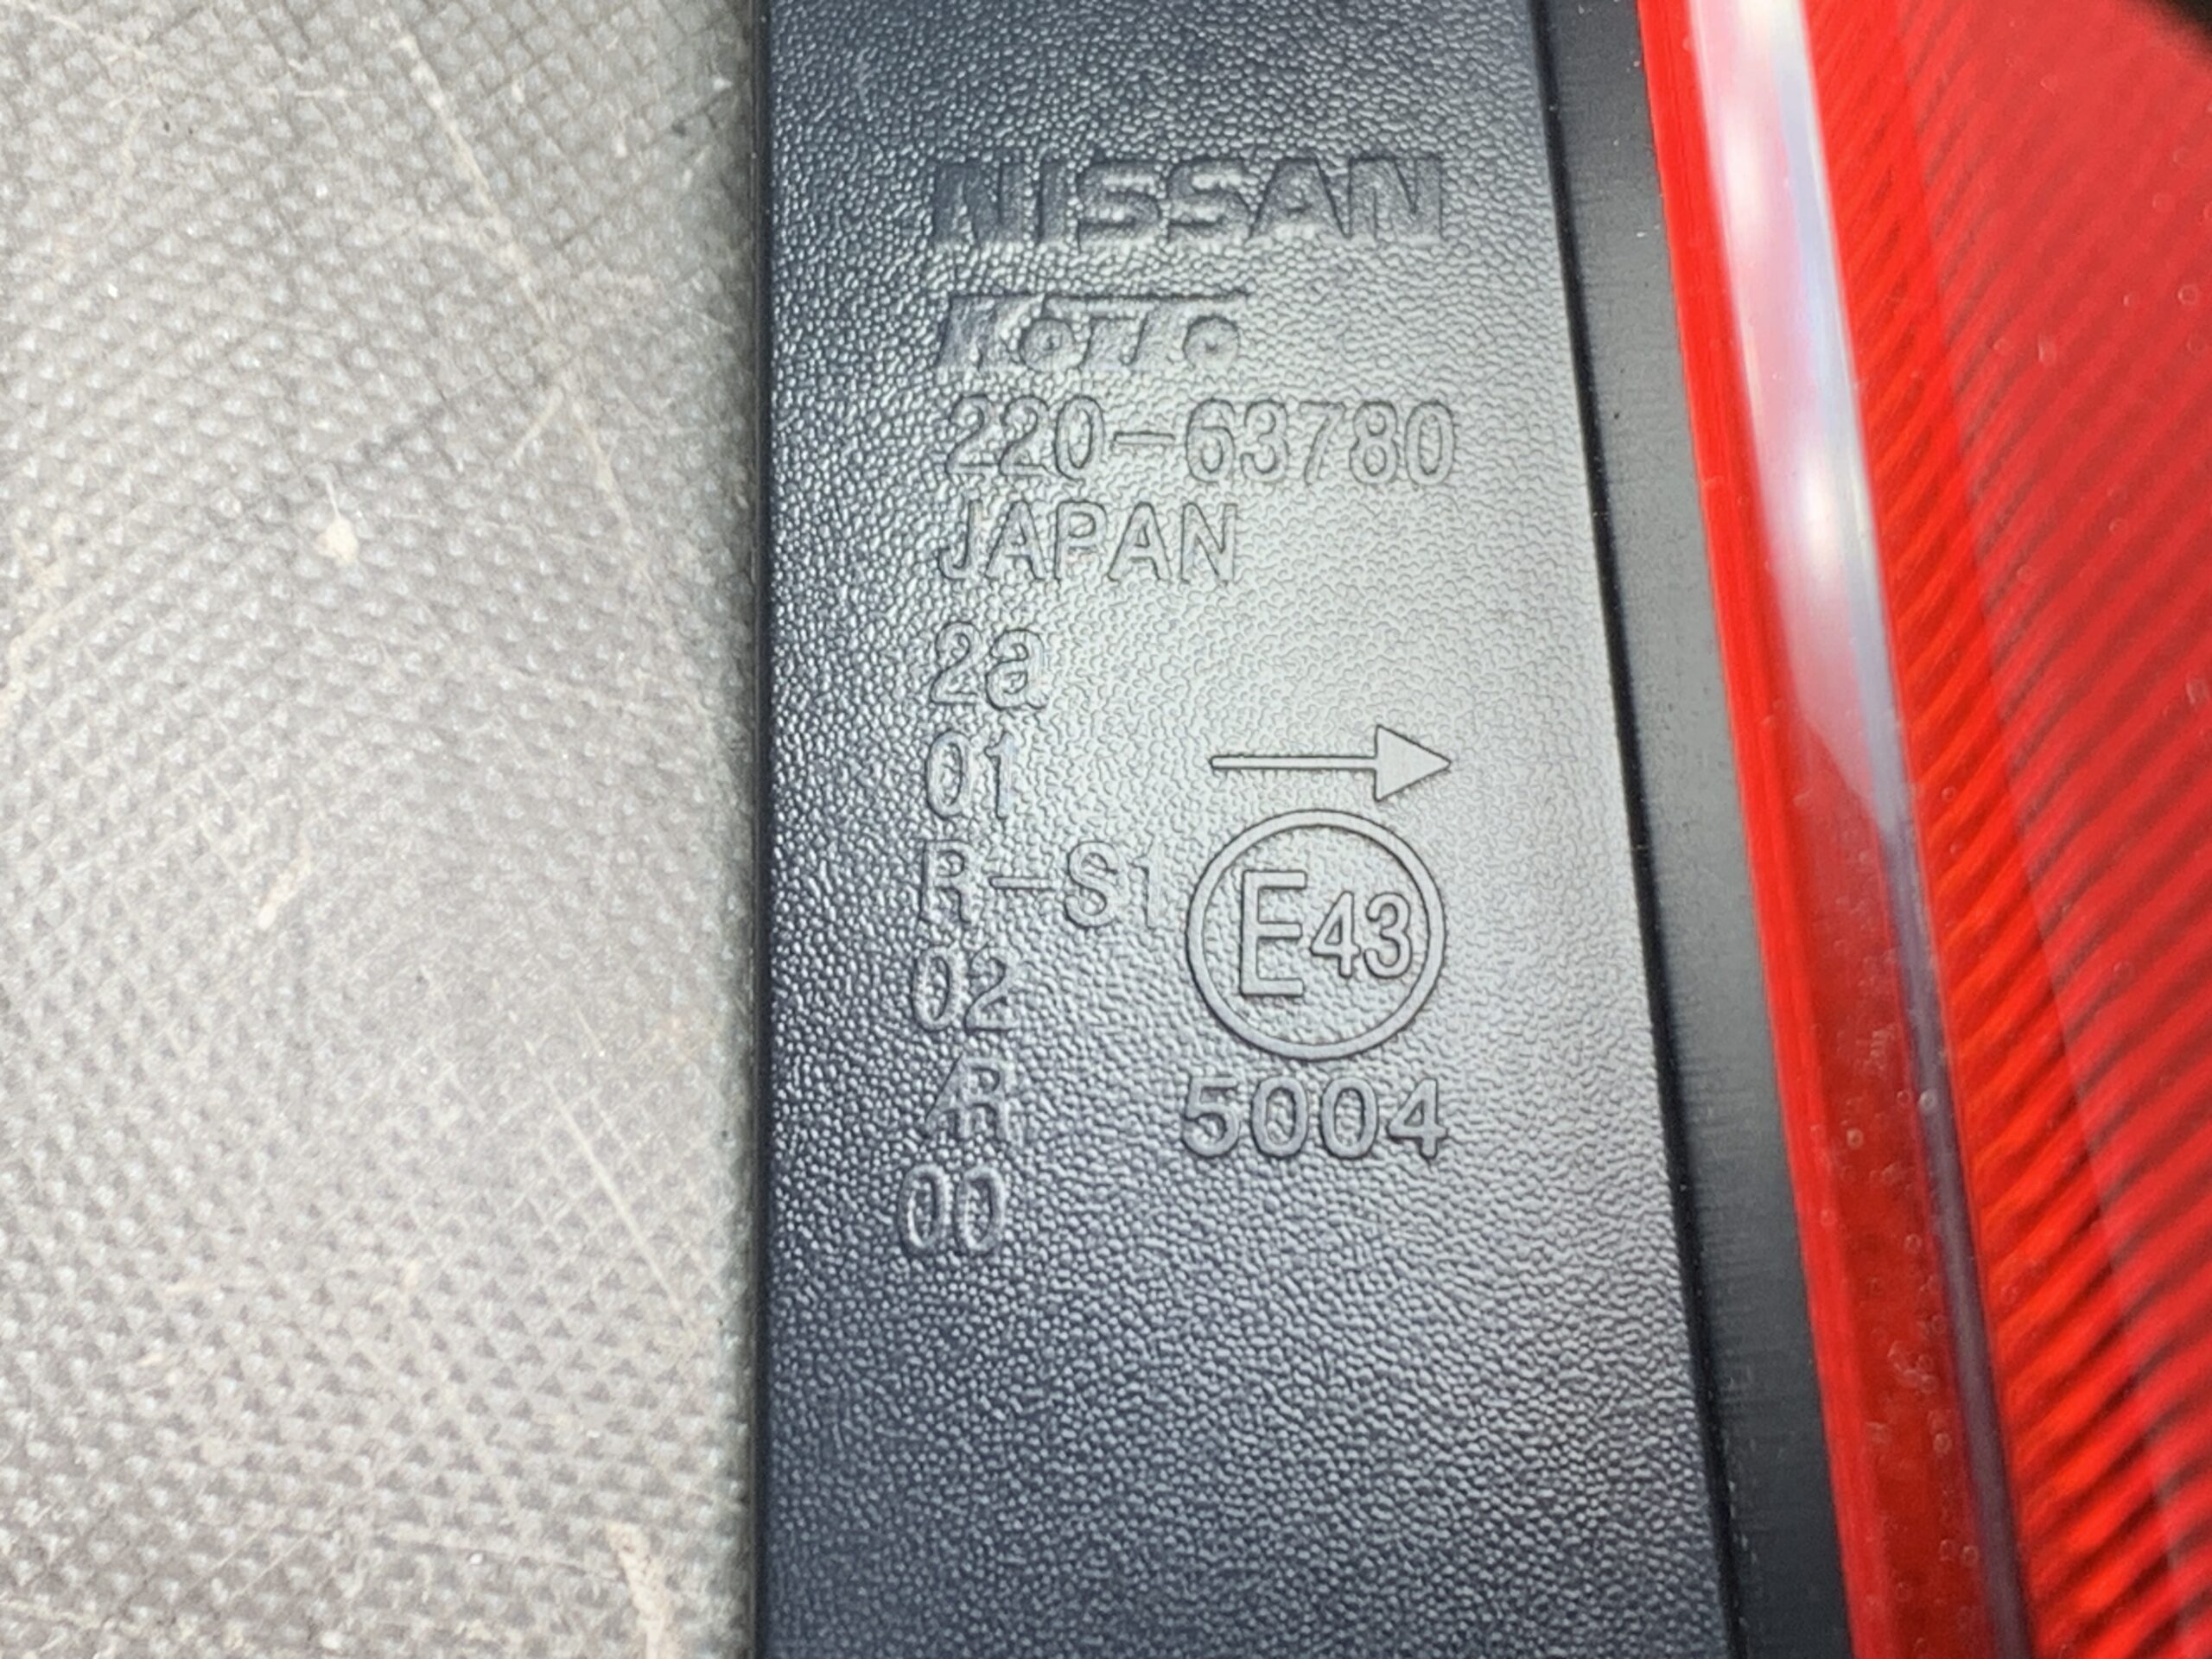 NISSAN
KOITO
220-63780
JAPAN
2a
01
R-S1
02
AR
00
E43
5004